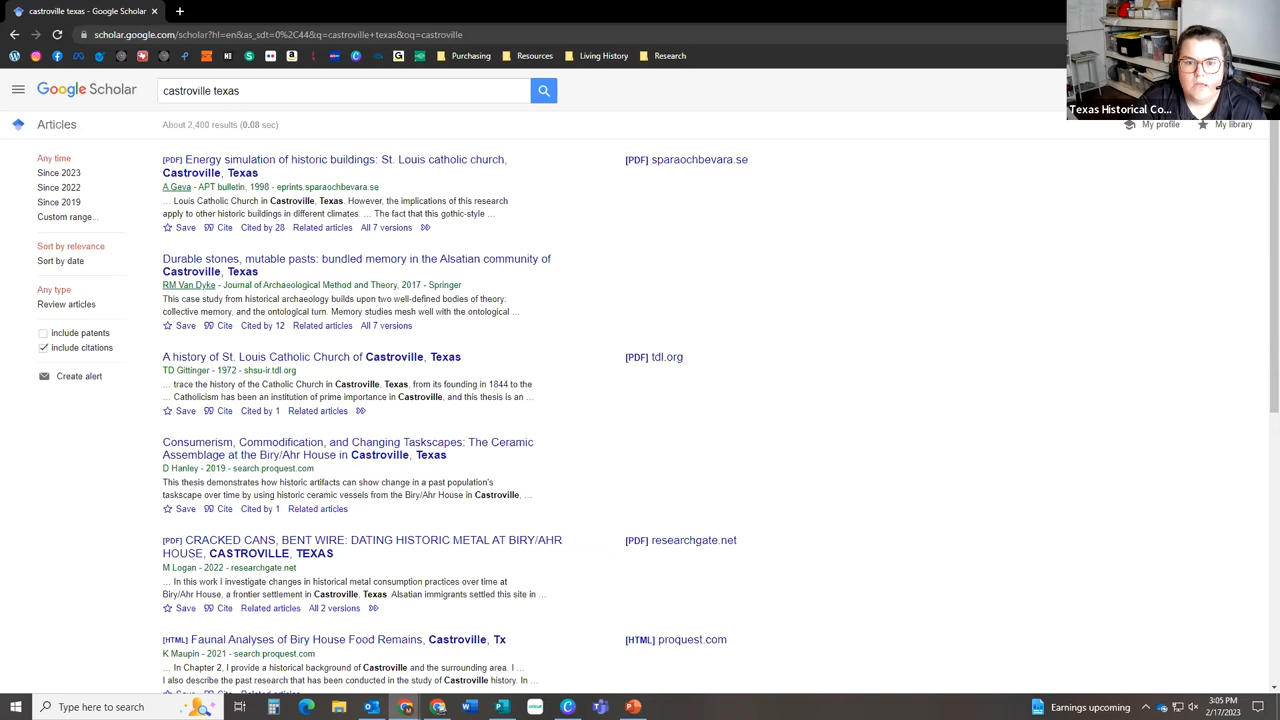 castroville texas - Google Scholar
scholar.google.com/scholar?hl=en&as_sdt=0%2C44&q=castroville+texas&oq=castroville
Purchasing
Resources
Living History
Research
Google Scholar
castroville texas
Texas Historical Co...
Articles
About 2,400 results (0.08 sec)
My profile
My library
Any time
Since 2023
Since 2022
Since 2019
Custom range...
Sort by relevance
Sort by date
Any type
Review articles
include patents
include citations
Create alert
[PDF] Energy simulation of historic buildings: St. Louis catholic church,
Castroville, Texas
A Geva - APT bulletin, 1998 - eprints.sparaochbevara.se
... Louis Catholic Church in Castroville, Texas. However, the implications of this research
apply to other historic buildings in different climates. ... The fact that this gothic-style ...
Save Cite Cited by 28 Related articles All 7 versions
[PDF] sparaochbevara.se
Durable stones, mutable pasts: bundled memory in the Alsatian community of
Castroville, Texas
RM Van Dyke - Journal of Archaeological Method and Theory, 2017 - Springer
This case study from historical archaeology builds upon two well-defined bodies of theory:
collective memory, and the ontological turn. Memory studies mesh well with the ontological ...
Save Cite Cited by 12 Related articles All 7 versions
A history of St. Louis Catholic Church of Castroville, Texas
TD Gittinger - 1972 - shsu-ir.tdl.org
... trace the history of the Catholic Church in Castroville, Texas, from its founding in 1844 to the
... Catholicism has been an institution of prime importance in Castroville, and this thesis is an ...
Save Cite Cited by 1 Related articles
[PDF] tdl.org
Consumerism, Commodification, and Changing Taskscapes: The Ceramic
Assemblage at the Biry/Ahr House in Castroville, Texas
D Hanley - 2019 - search.proquest.com
This thesis demonstrates how historic artifacts can show change in a past population's
taskscape over time by using historic ceramic vessels from the Biry/Ahr House in Castroville, ...
Save Cite Cited by 1 Related articles
[PDF] CRACKED CANS, BENT WIRE: DATING HISTORIC METAL AT BIRY/AHR
HOUSE, CASTROVILLE, TEXAS
M Logan - 2022 - researchgate.net
... In this work I investigate changes in historical metal consumption practices over time at
Biry/Ahr House, a frontier settlement in Castroville, Texas. Alsatian immigrants settled this site in ...
Save Cite Related articles All 2 versions
[PDF] researchgate.net
[HTML] Faunal Analyses of Biry House Food Remains, Castroville, Tx
K Maupin - 2021 - search.proquest.com
... In Chapter 2, I provide a historical background of Castroville and the surrounding area. I ...
I also describe the past research that has been conducted in the study of Castroville history. In ...
Save Cite Related articles
[HTML] proquest.com
Type here to search
Earnings upcoming
3:05 PM
2/17/2023